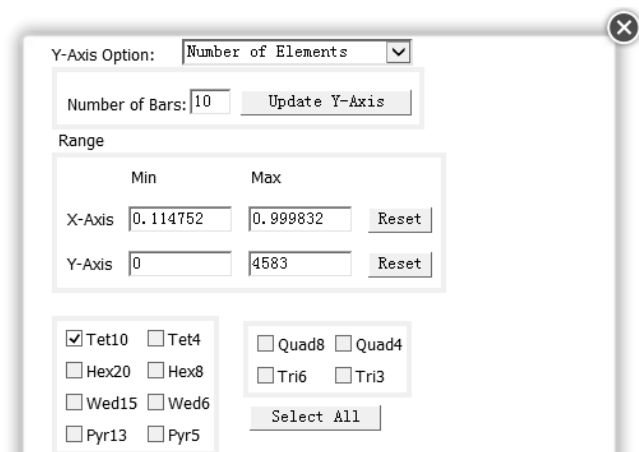 Y-Axis Option: Number of Elements
Number of Bars: 10 Update Y-Axis
Range
Min Max
X-Axis 0.114752 0.999832 Reset
Y-Axis 0 4583 Reset
Tet10 Tet4 Quad8 Quad4
Hex20 Hex8 Tri6 Tri3
Wed15 Wed6 Select All
Pyr13 Pyr5